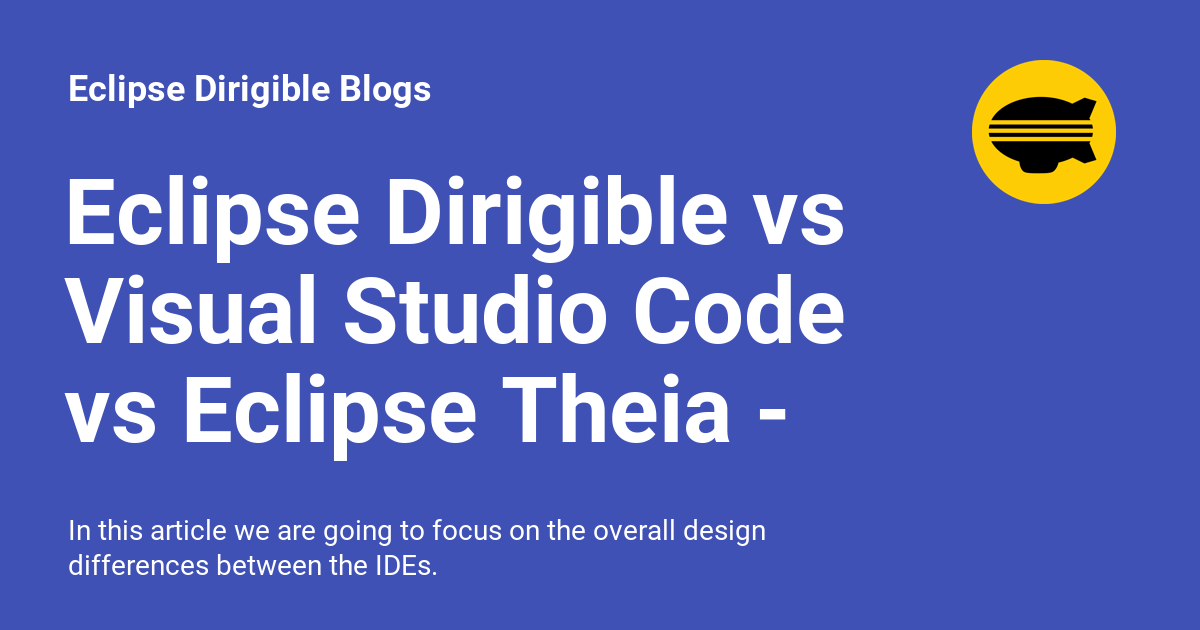 Eclipse Dirigible Blogs
Eclipse Dirigible vs
Visual Studio Code
vs Eclipse Theia -
In this article we are going to focus on the overall design
differences between the IDEs.